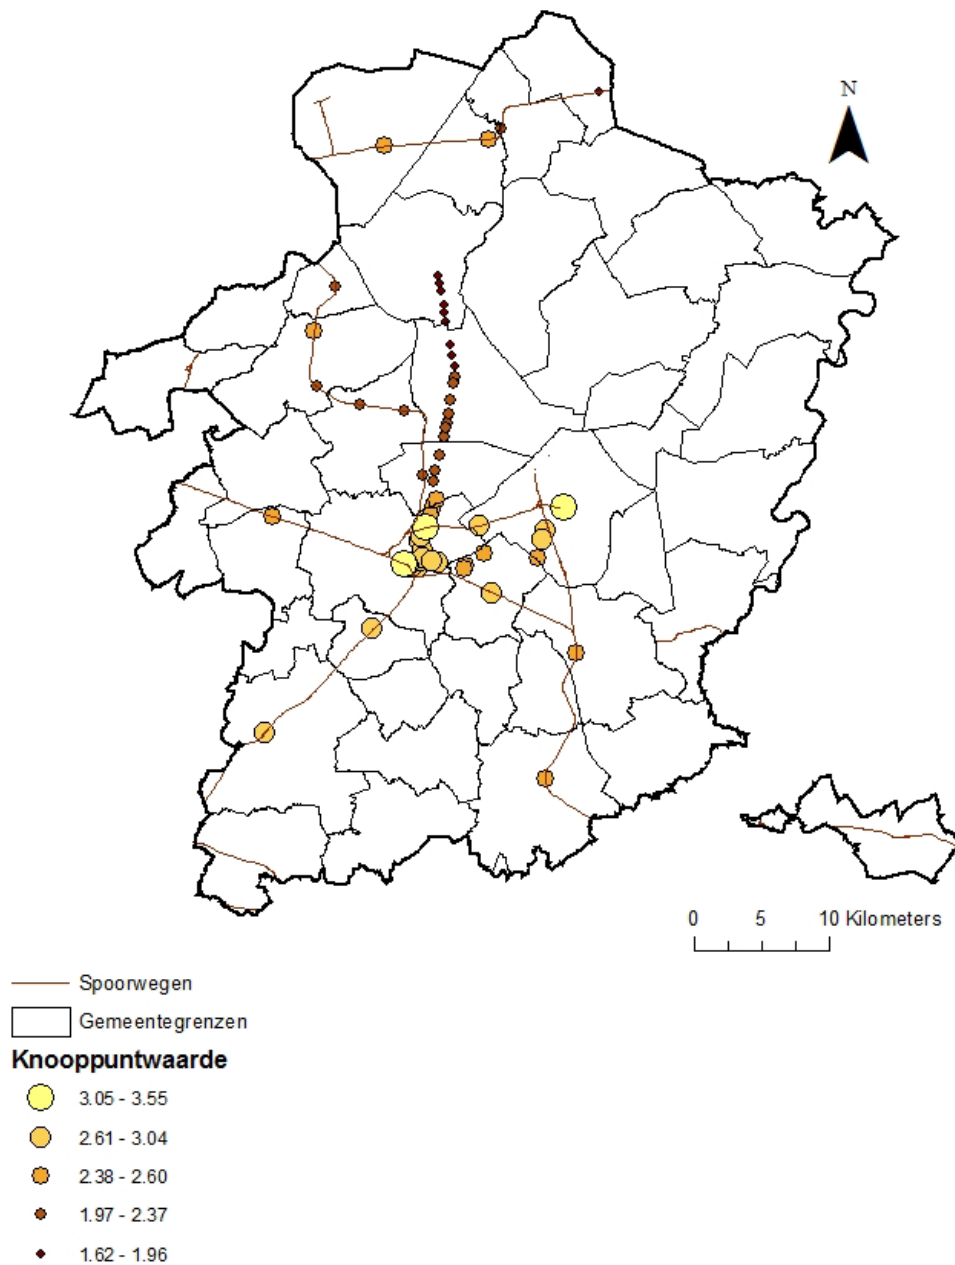 N
0 5 10 Kilometers
Spoorwegen
Gemeentegrenzen
Knooppuntwaarde
3.05 - 3.55
2.61 - 3.04
2.38 - 2.60
1.97 - 2.37
1.62 - 1.96